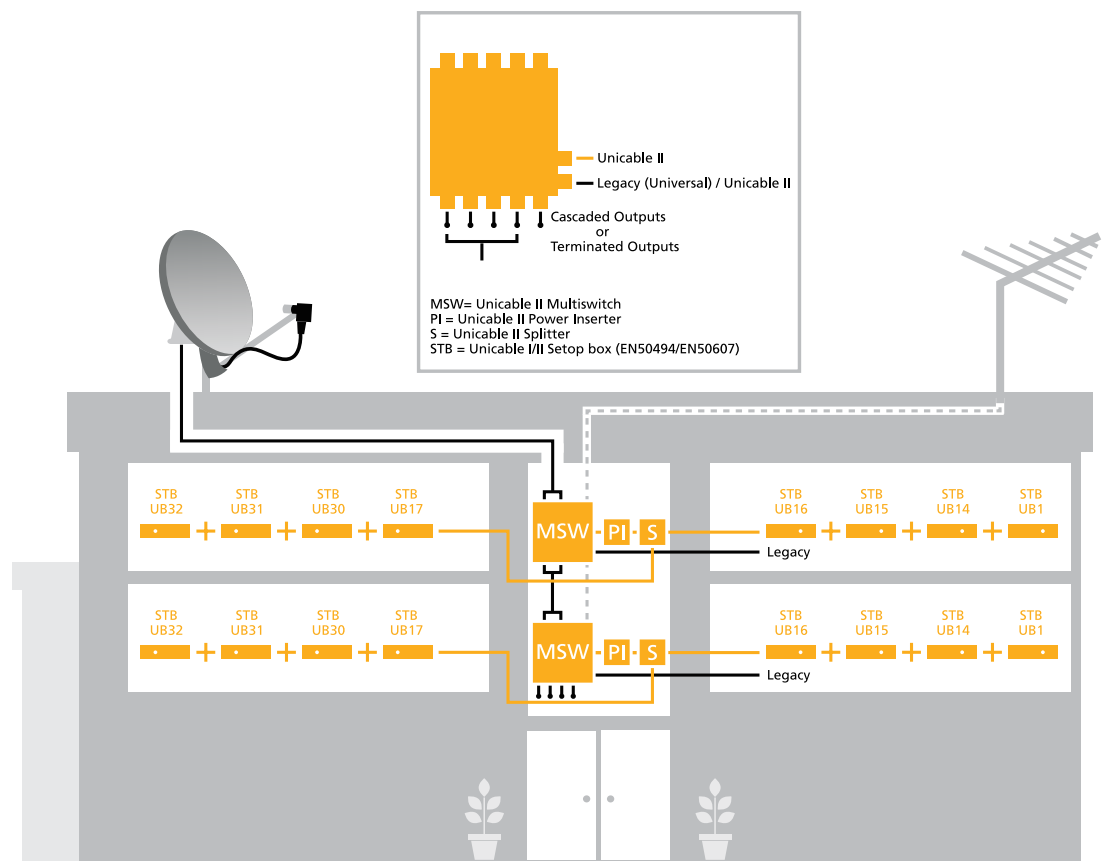 Unicable II
Legacy (Universal) / Unicable II
Cascaded Outputs
or
Terminated Outputs
MSW= Unicable II Multiswitch
PI = Unicable II Power Inserter
S = Unicable II Splitter
STB = Unicable I/II Setop box (EN50494/EN50607)
STB UB32
STB UB31
STB UB30
STB UB17
MSW
PI
S
STB UB16
STB UB15
STB UB14
STB UB1
Legacy
STB UB32
STB UB31
STB UB30
STB UB17
MSW
PI
S
STB UB16
STB UB15
STB UB14
STB UB1
Legacy